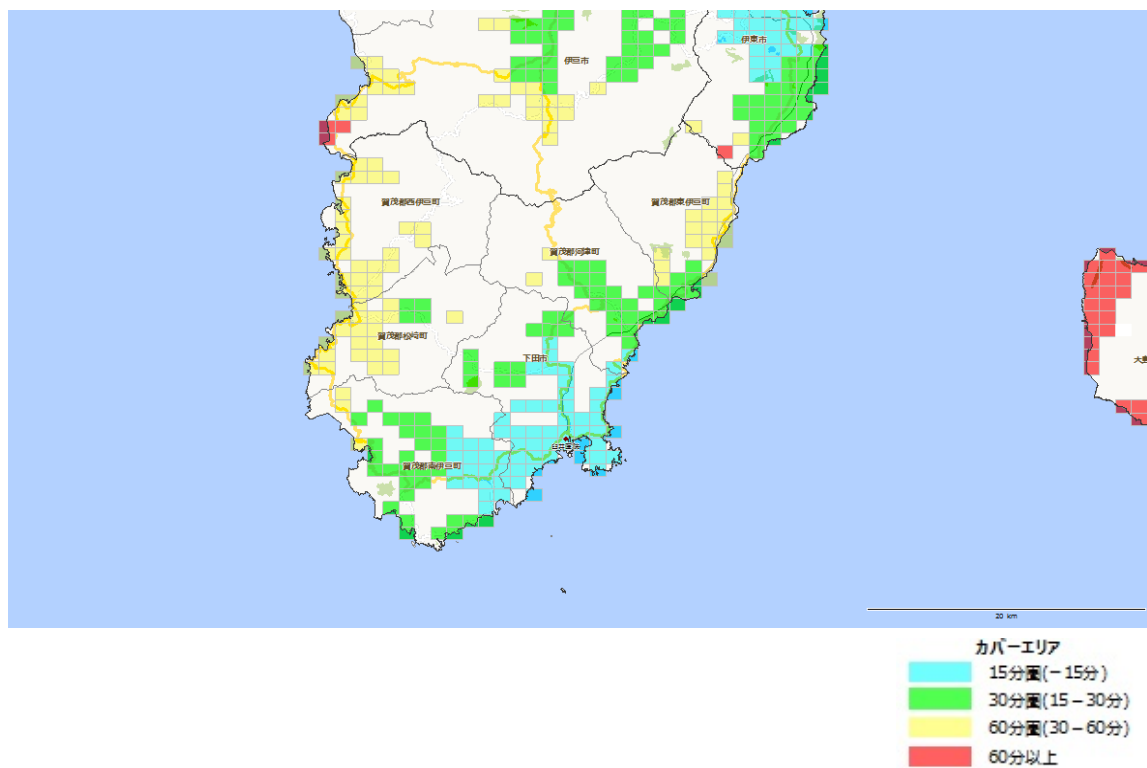 伊東市
伊豆市
賀茂郡西伊豆町
賀茂郡東伊豆町
賀茂郡河津町
賀茂郡松崎町
下田市
臼井医院
賀茂郡南伊豆町
20 km
カバーエリア
15分圏(－15分)
30分圏(15－30分)
60分圏(30－60分)
60分以上